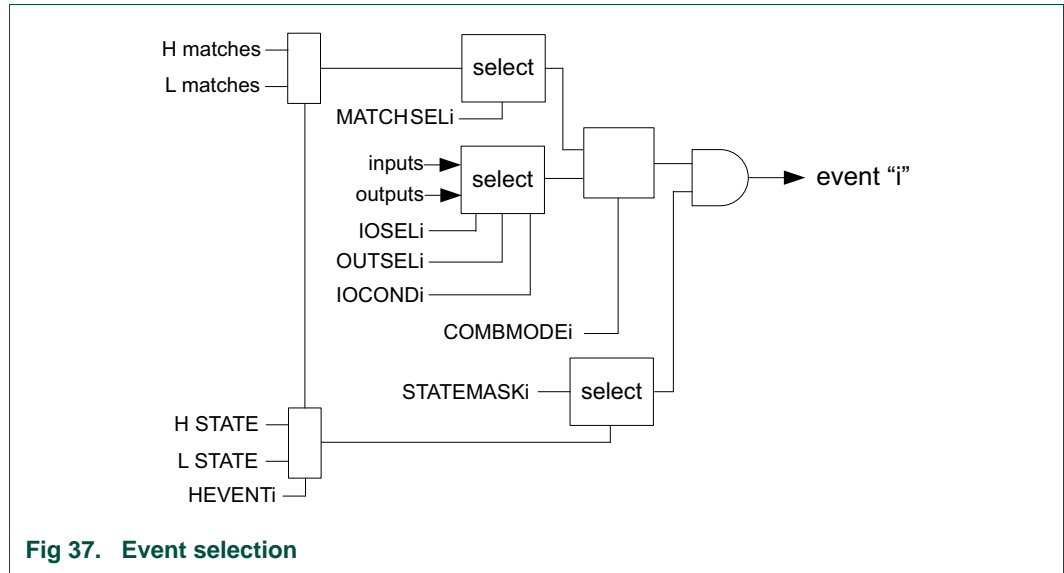 H matches
L matches
select
MATCHSELi
inputs
outputs
select
IOSELi
OUTSELi
IOCONDi
event “i”
COMBMODEi
STATEMASKi
select
H STATE
L STATE
HEVENTi
Fig 37. Event selection